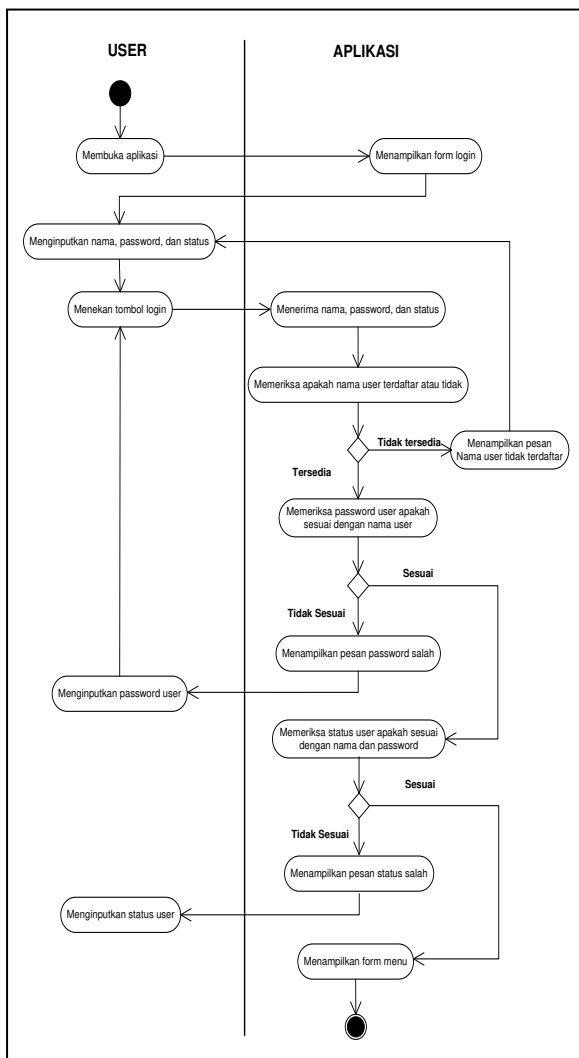 USER
APLIKASI
Membuka aplikasi
Menampilkan form login
Menginputkan nama, password, dan status
Menekan tombol login
Menerima nama, password, dan status
Memeriksa apakah nama user terdaftar atau tidak
Tidak tersedia
Menampilkan pesan
Nama user tidak terdaftar
Tersedia
Memeriksa password user apakah
sesuai dengan nama user
Sesuai
Tidak Sesuai
Menampilkan pesan password salah
Menginputkan password user
Memeriksa status user apakah sesuai
dengan nama dan password
Sesuai
Tidak Sesuai
Menampilkan pesan status salah
Menginputkan status user
Menampilkan form menu